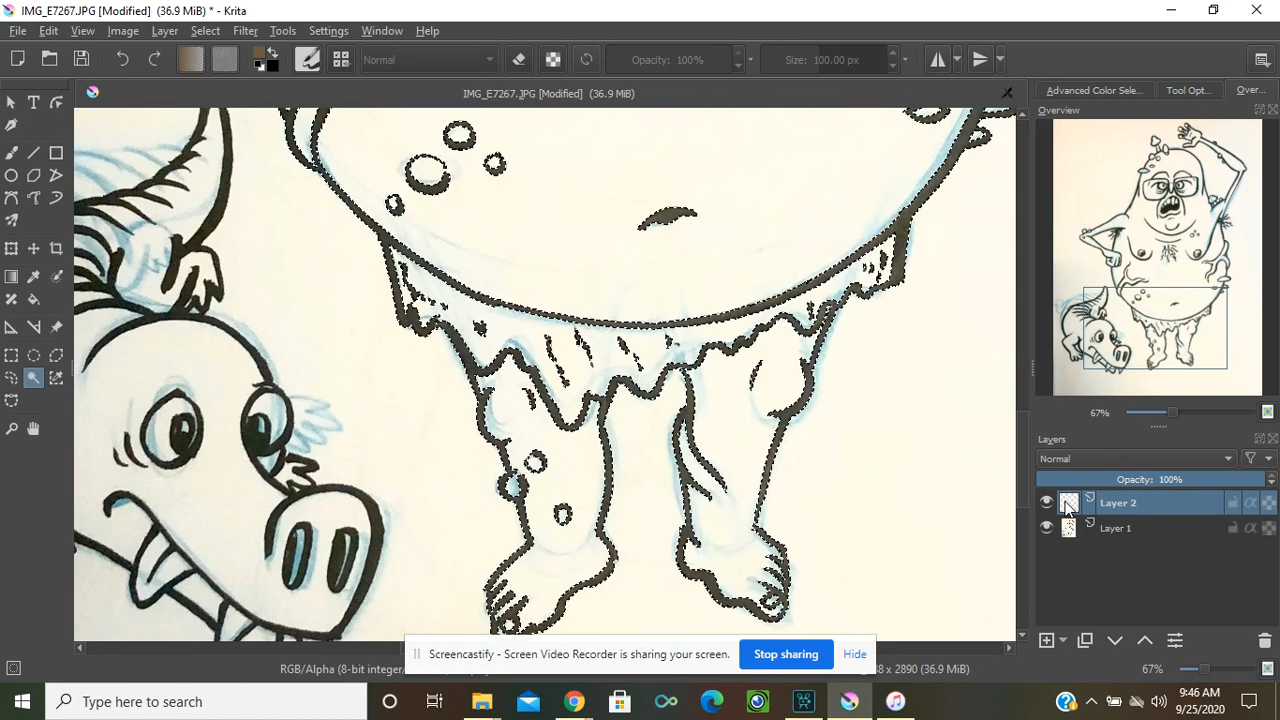 IMG_E7267.JPG [Modified] (36.9 MiB) * - Krita
File Edit View Image Layer Select Filter Tools Settings Window Help
Normal Opacity: 100% Size: 100.00 px
IMG_E7267.JPG [Modified] (36.9 MiB)
Advanced Color Sele... Tool Opt... Over...
Overview
67%
Layers
Normal
Opacity: 100%
Layer 2
Layer 1
Screencastify - Screen Video Recorder is sharing your screen. Stop sharing Hide
RGB/Alpha (8-bit integer/ 8 x 2890 (36.9 MiB) 67%
Type here to search
9:46 AM
9/25/2020